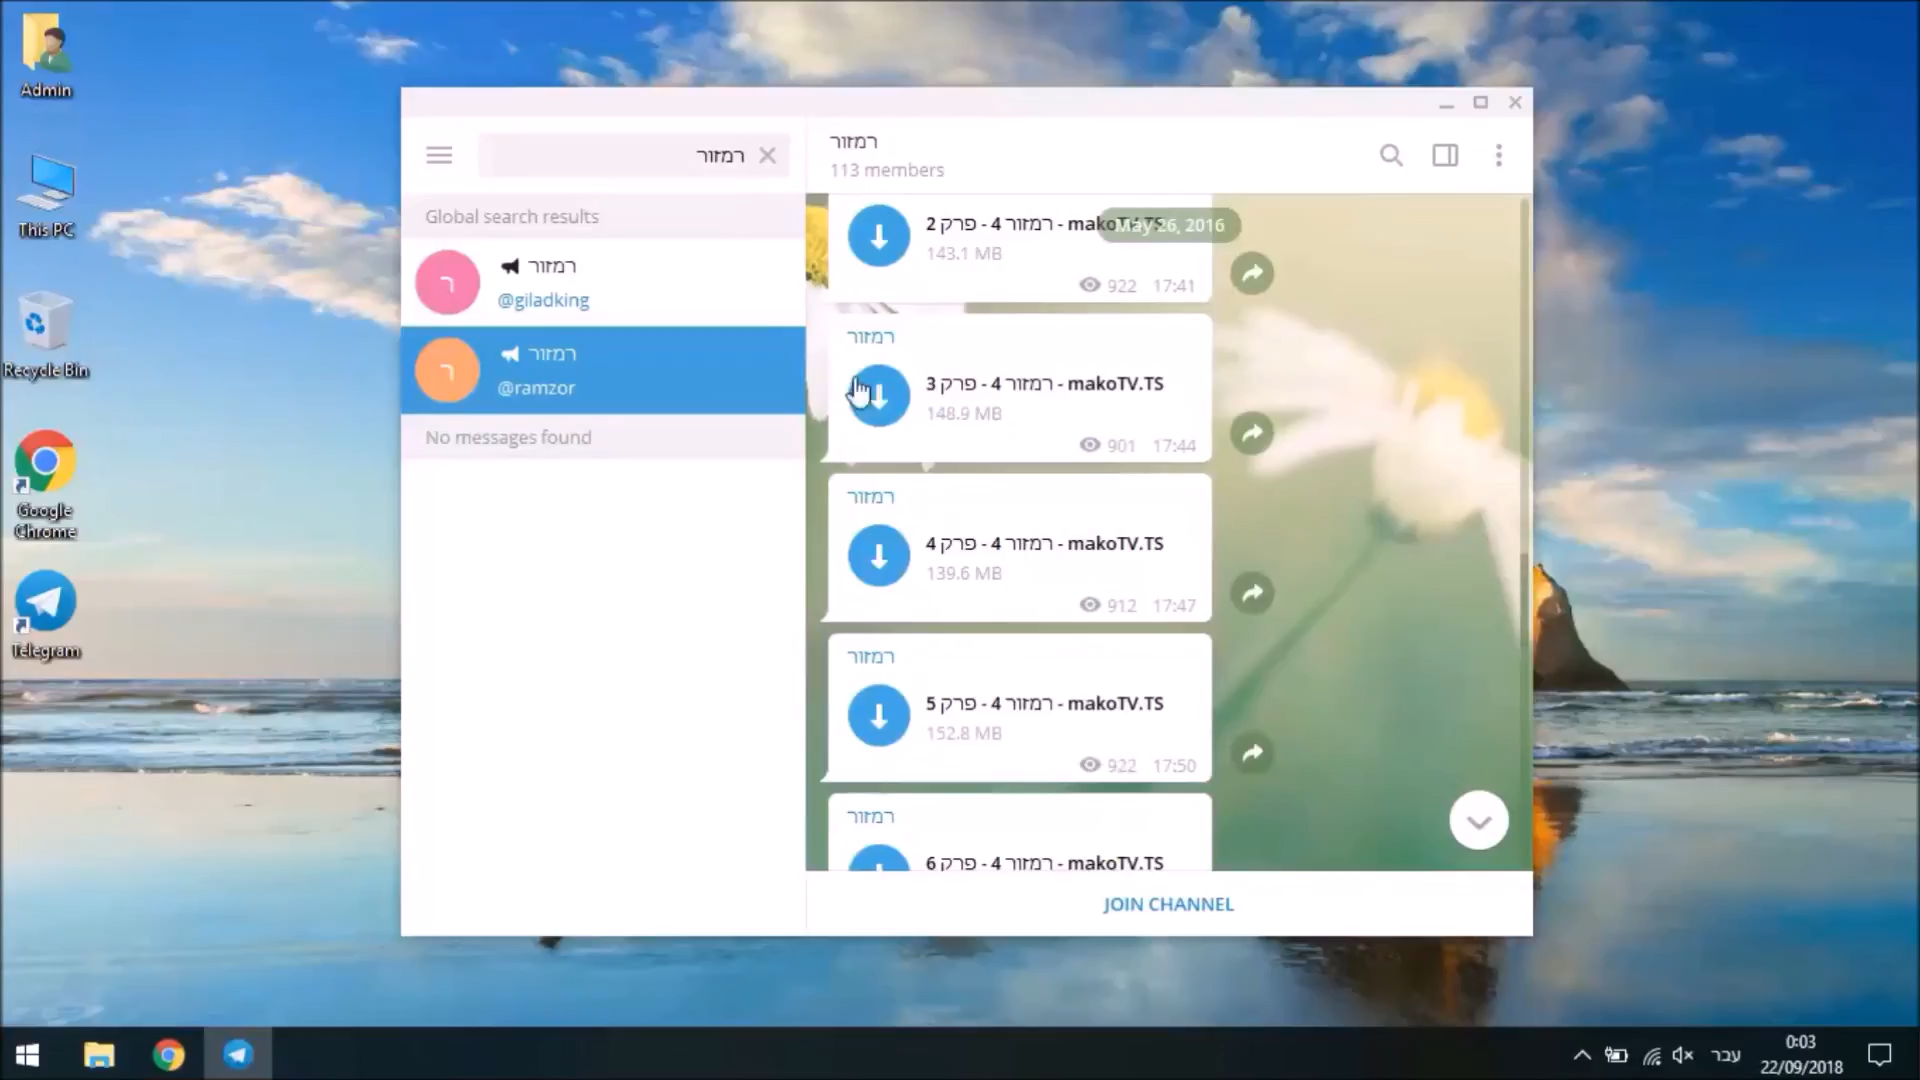 Admin
This PC
Recycle Bin
Google
Chrome
Telegram
רמזור
Global search results
רמזור
@giladking
רמזור
@ramzor
No messages found
רמזור
113 members
May 26, 2016
רמזור 4 - פרק 2 - makoTV.TS
143.1 MB
922 17:41
רמזור
רמזור 4 - פרק 3 - makoTV.TS
148.9 MB
901 17:44
רמזור
רמזור 4 - פרק 4 - makoTV.TS
139.6 MB
912 17:47
רמזור
רמזור 4 - פרק 5 - makoTV.TS
152.8 MB
922 17:50
רמזור
רמזור 4 - פרק 6 - makoTV.TS
JOIN CHANNEL
עבר
0:03
22/09/2018
ר
ר